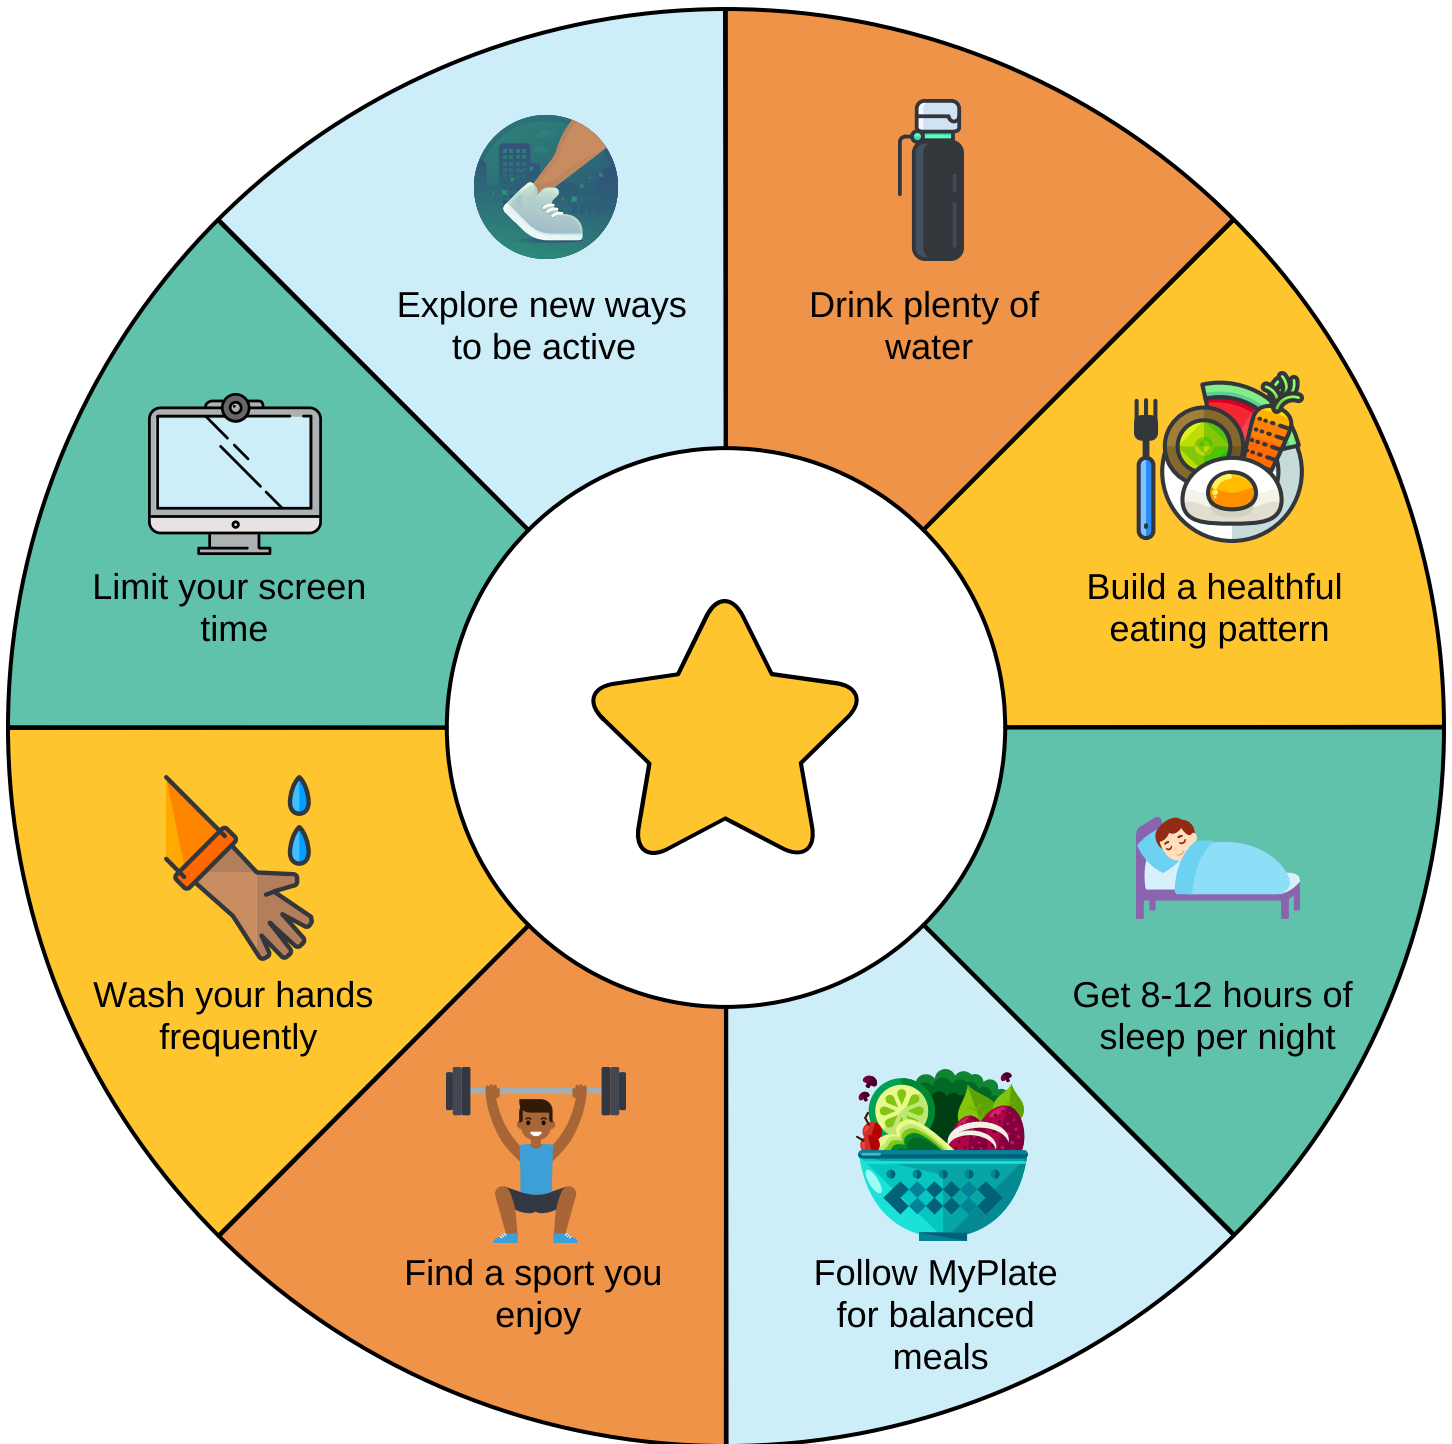 Explore new ways
to be active
Drink plenty of
water
Build a healthful
eating pattern
Get 8-12 hours of
sleep per night
Follow MyPlate
for balanced
meals
Find a sport you
enjoy
Wash your hands
frequently
Limit your screen
time